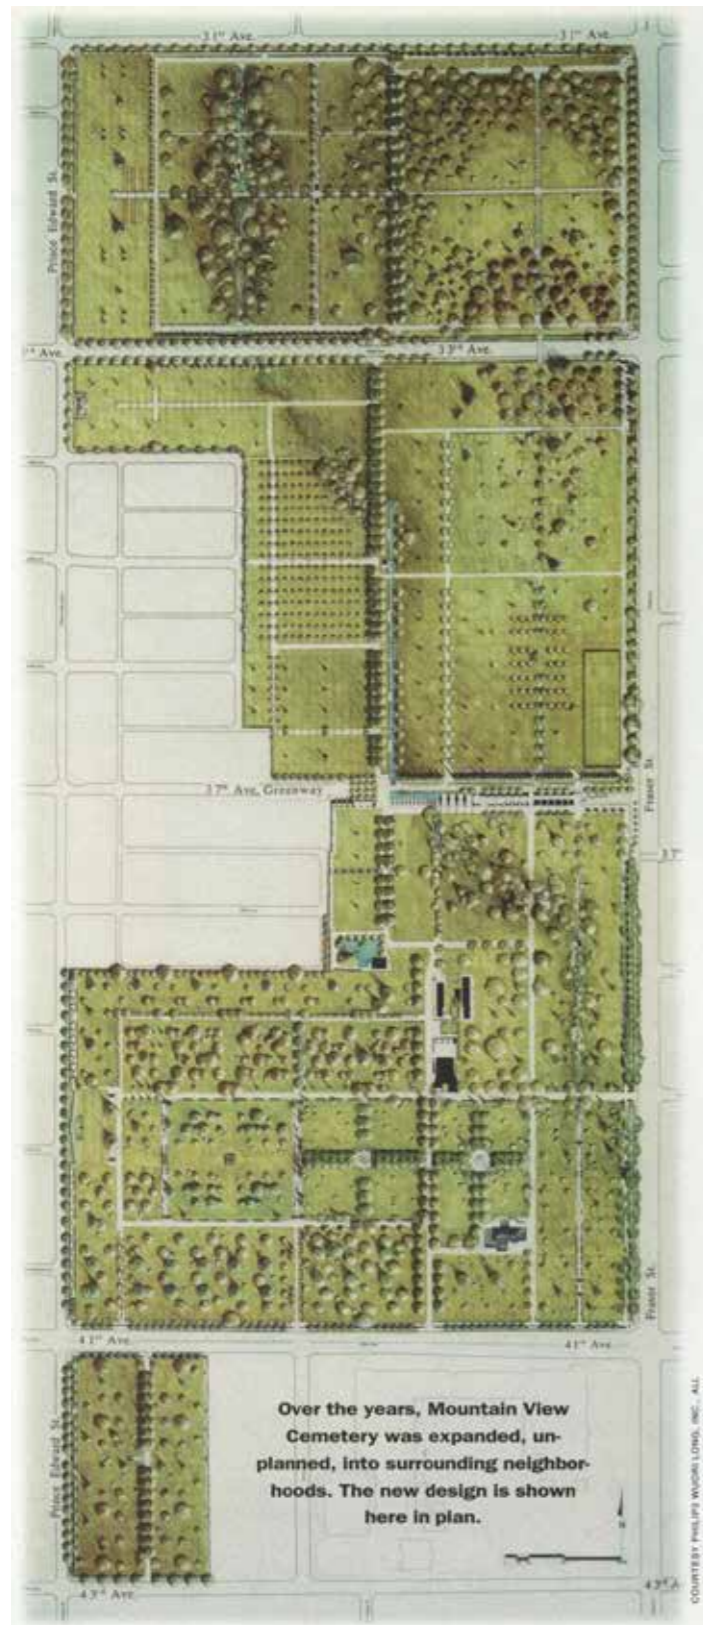 31st Ave.
31st Ave.
Prince Edward St.
33rd Ave.
37th Ave. Greenway
Fraser St.
37
Fraser St.
41st Ave.
41st Ave.
Prince Edward St.
Over the years, Mountain View
Cemetery was expanded, un-
planned, into surrounding neighbor-
hoods. The new design is shown
here in plan.
N
43rd Ave.
COURTESY PHILIPS WUORI LONG, INC., ALL